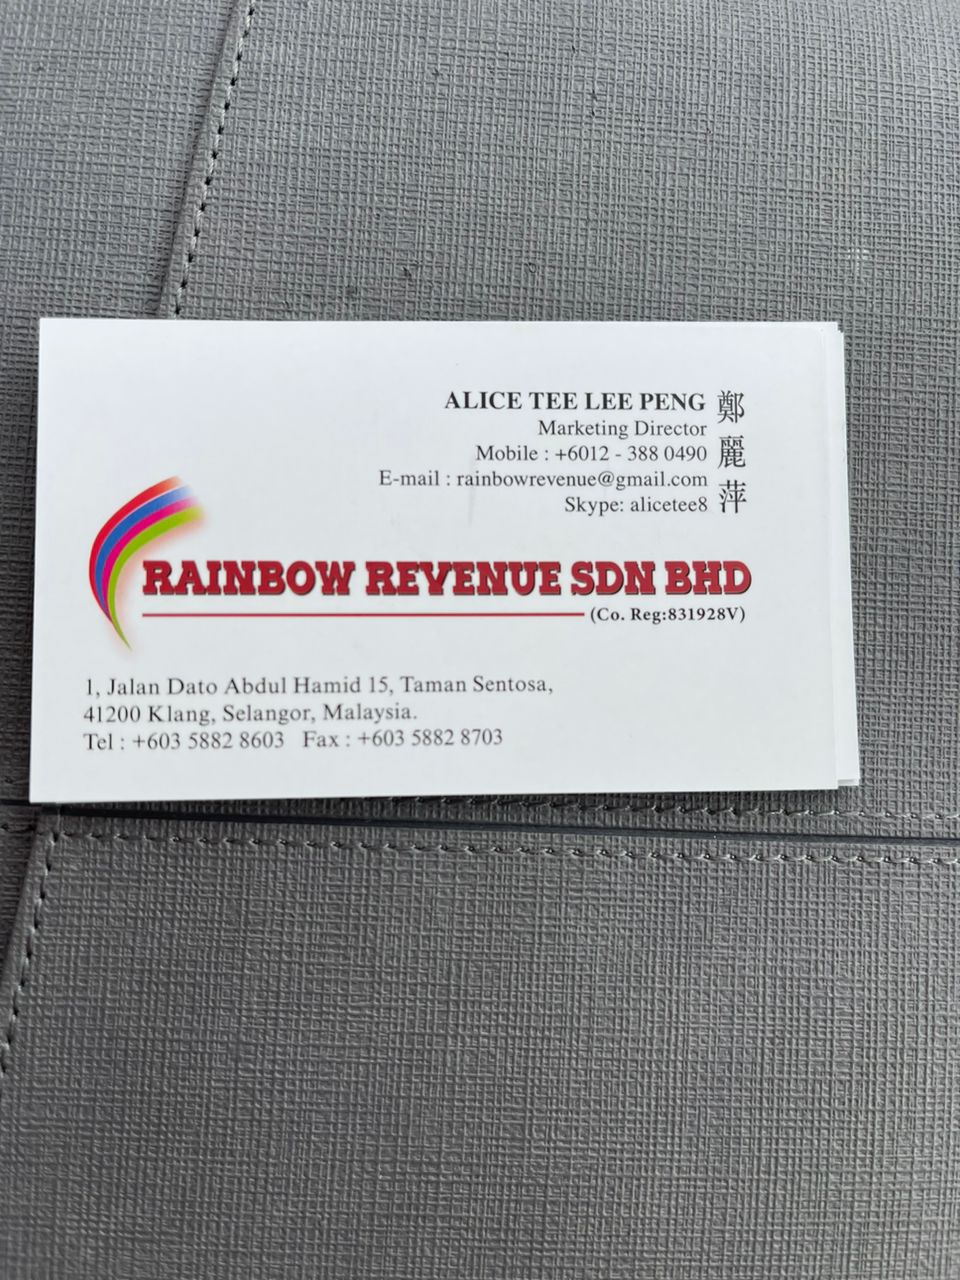 ALICE TEE LEE PENG
鄭麗萍
Marketing Director
Mobile : +6012 - 388 0490
E-mail : rainbowrevenue@gmail.com
Skype: alicetee8
RAINBOW REVENUE SDN BHD
(Co. Reg:831928V)
1, Jalan Dato Abdul Hamid 15, Taman Sentosa,
41200 Klang, Selangor, Malaysia.
Tel : +603 5882 8603 Fax : +603 5882 8703